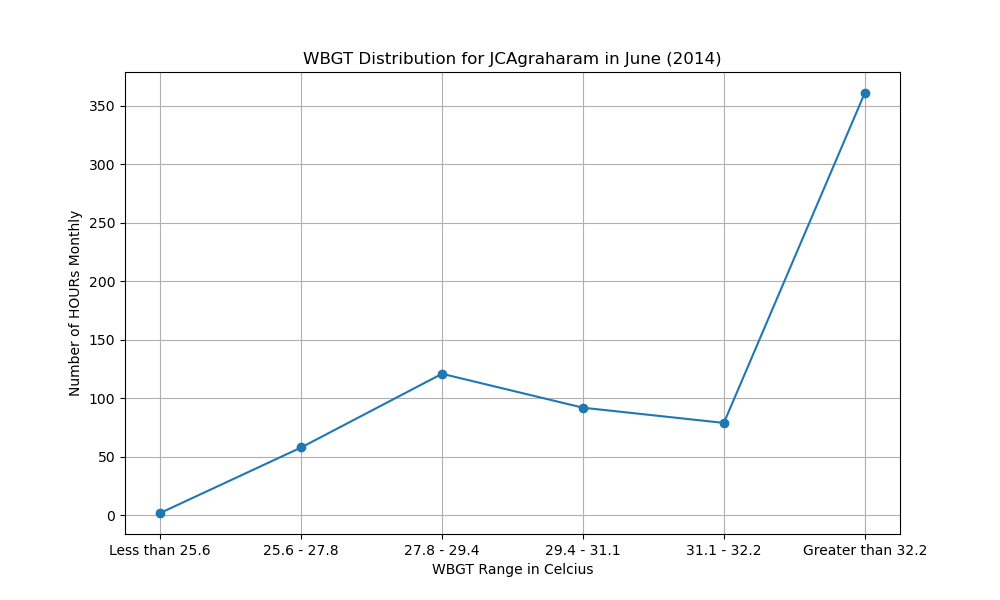 WBGT Distribution for JCAgraharam in June (2014)
Number of HOURs Monthly
350
300
250
200
150
100
50
0
Less than 25.6
25.6 - 27.8
27.8 - 29.4
29.4 - 31.1
31.1 - 32.2
Greater than 32.2
WBGT Range in Celcius